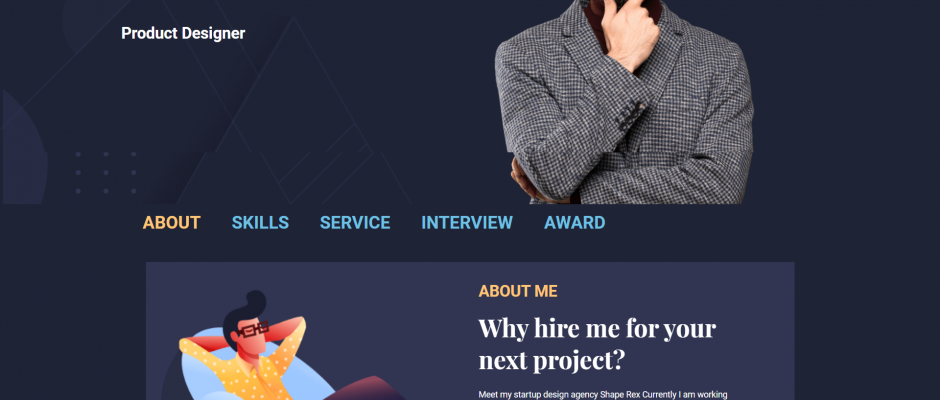 Product Designer
ABOUT SKILLS SERVICE INTERVIEW AWARD
ABOUT ME
Why hire me for your
next project?
Meet my startup design agency Shape Rex Currently I am working